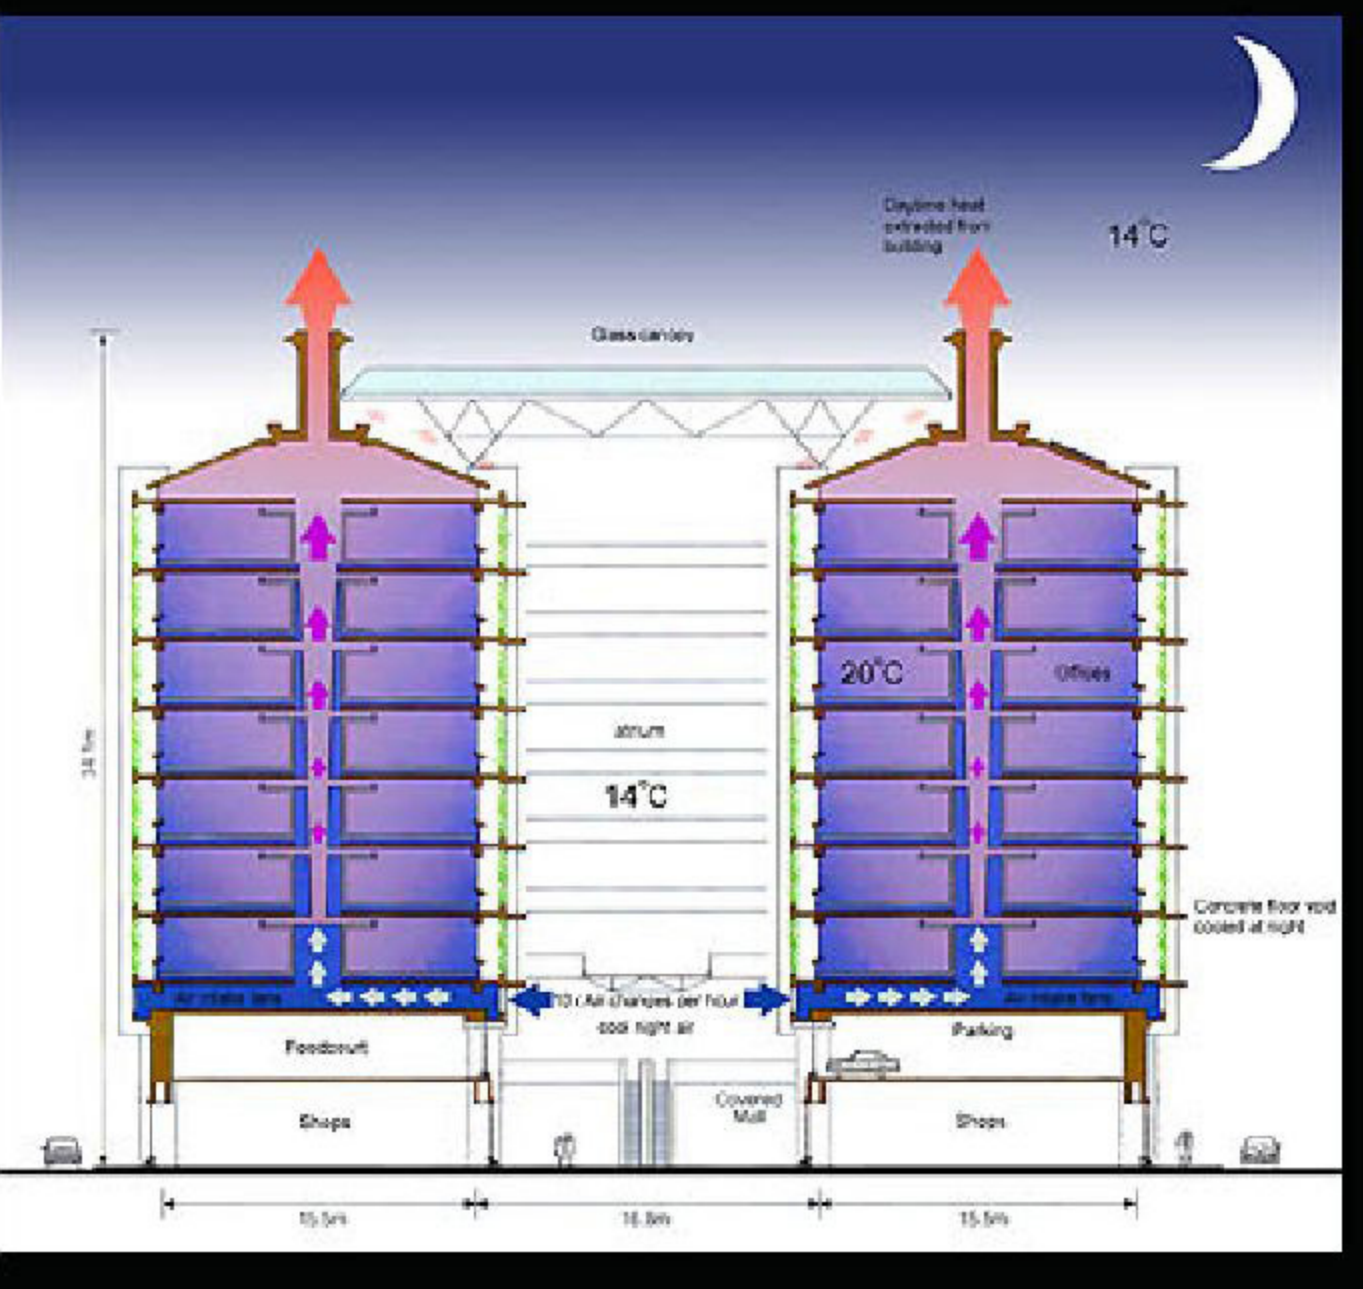 Daytime heat
extracted from
building
14°C
Glass canopy
20°C
Offices
atrium
14°C
Concrete floor void
cooled at night
Air intake fans
10 Air changes per hour
cool night air
Air intake fans
Foodcourt
Parking
Covered
Mall
Shops
Shops
15.5m
16.8m
15.5m